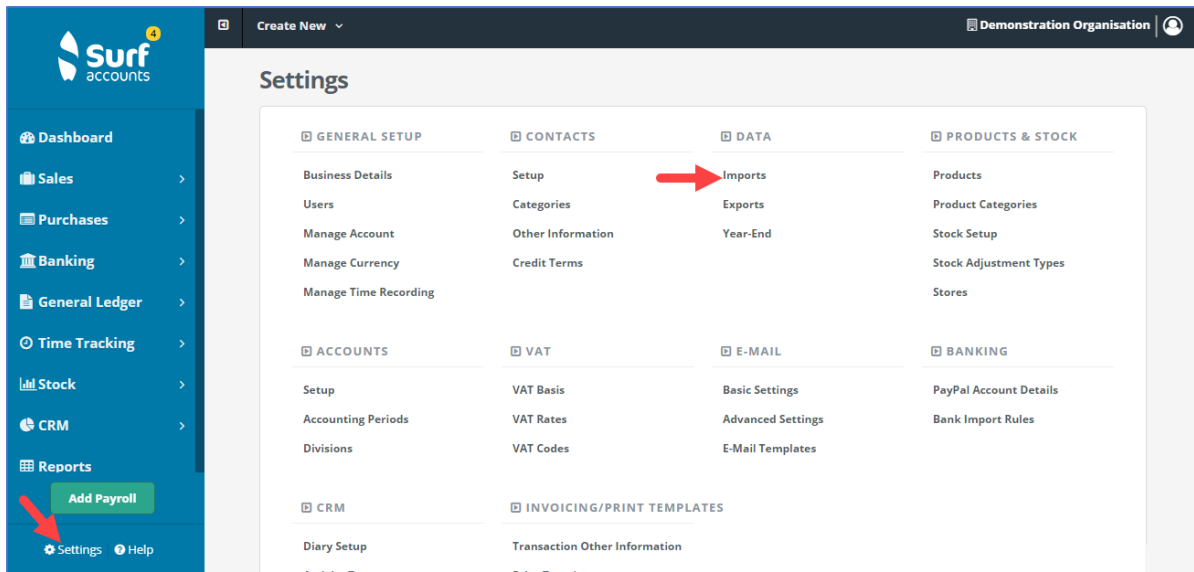 4
Surf
accounts
Dashboard
Sales
Purchases
Banking
General Ledger
Time Tracking
Stock
CRM
Reports
Add Payroll
Settings Help
Create New
Demonstration Organisation
Settings
GENERAL SETUP
Business Details
Users
Manage Account
Manage Currency
Manage Time Recording
CONTACTS
Setup
Categories
Other Information
Credit Terms
DATA
Imports
Exports
Year-End
PRODUCTS & STOCK
Products
Product Categories
Stock Setup
Stock Adjustment Types
Stores
ACCOUNTS
Setup
Accounting Periods
Divisions
VAT
VAT Basis
VAT Rates
VAT Codes
E-MAIL
Basic Settings
Advanced Settings
E-Mail Templates
BANKING
PayPal Account Details
Bank Import Rules
CRM
Diary Setup
INVOICING/PRINT TEMPLATES
Transaction Other Information